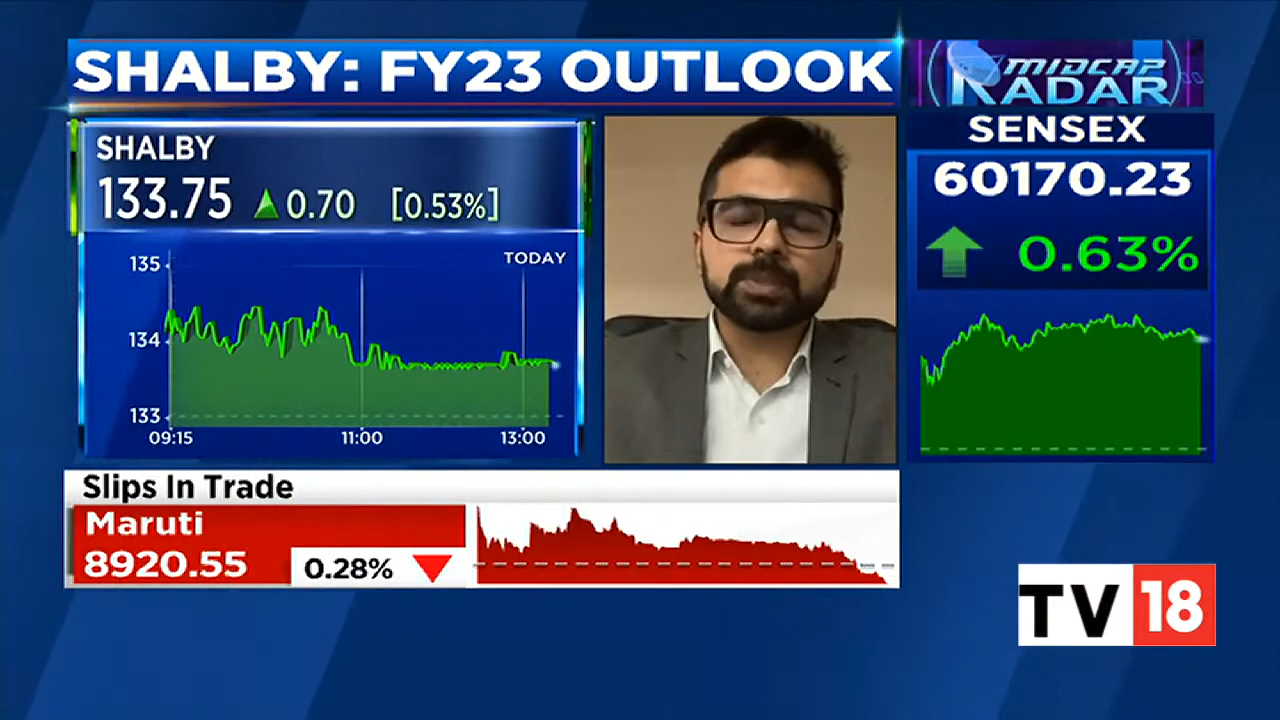 SHALBY: FY23 OUTLOOK
MIDCAP
RADAR
SHALBY
133.75 ▲ 0.70 [0.53%]
TODAY
135
134
133
09:15 11:00 13:00
SENSEX
60170.23
0.63%
Slips In Trade
Maruti
8920.55 0.28%
TV18